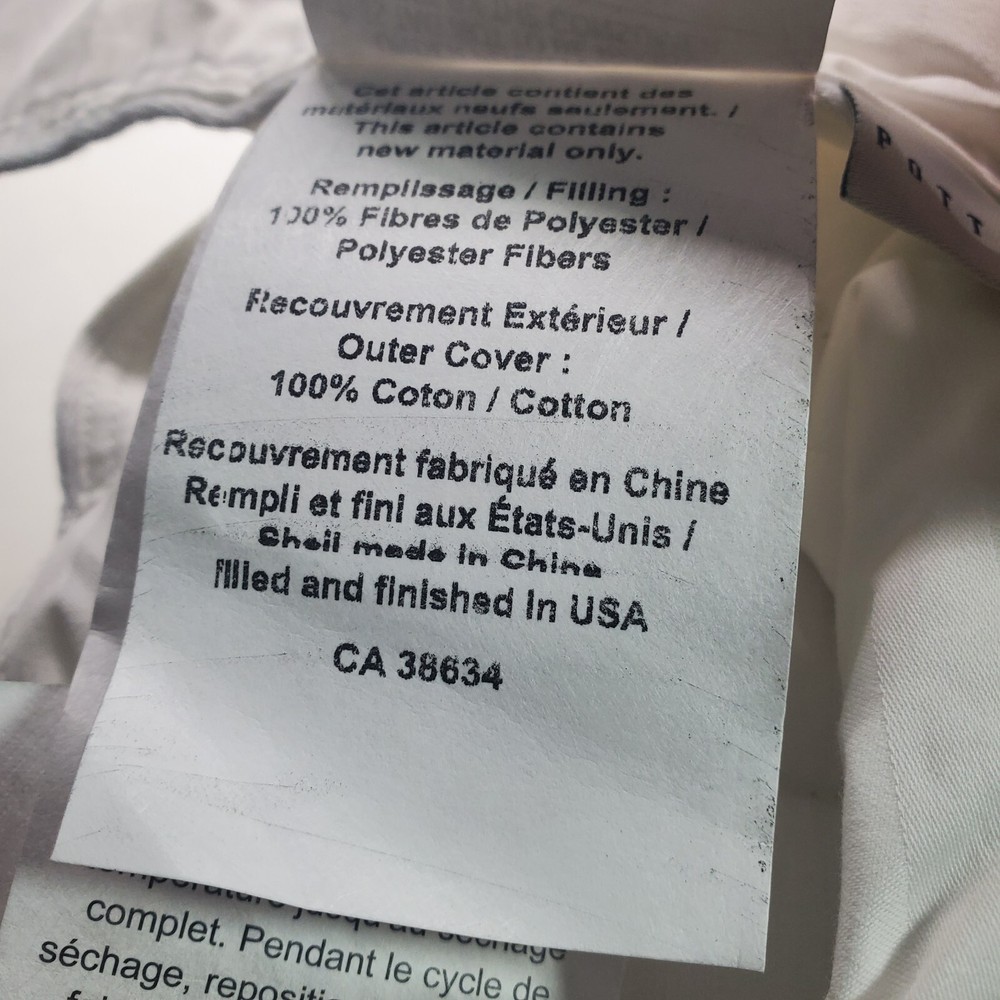 Cet article contient des
matériaux neufs seulement. /
This article contains
new material only.
Remplissage / Filling :
100% Fibres de Polyester /
Polyester Fibers
Recouvrement Extérieur /
Outer Cover :
100% Coton / Cotton
Recouvrement fabriqué en Chine
Rempli et fini aux États-Unis /
Shell made in China
filled and finished in USA
CA 38634
POTT
complet. Pendant le cycle de
séchage,